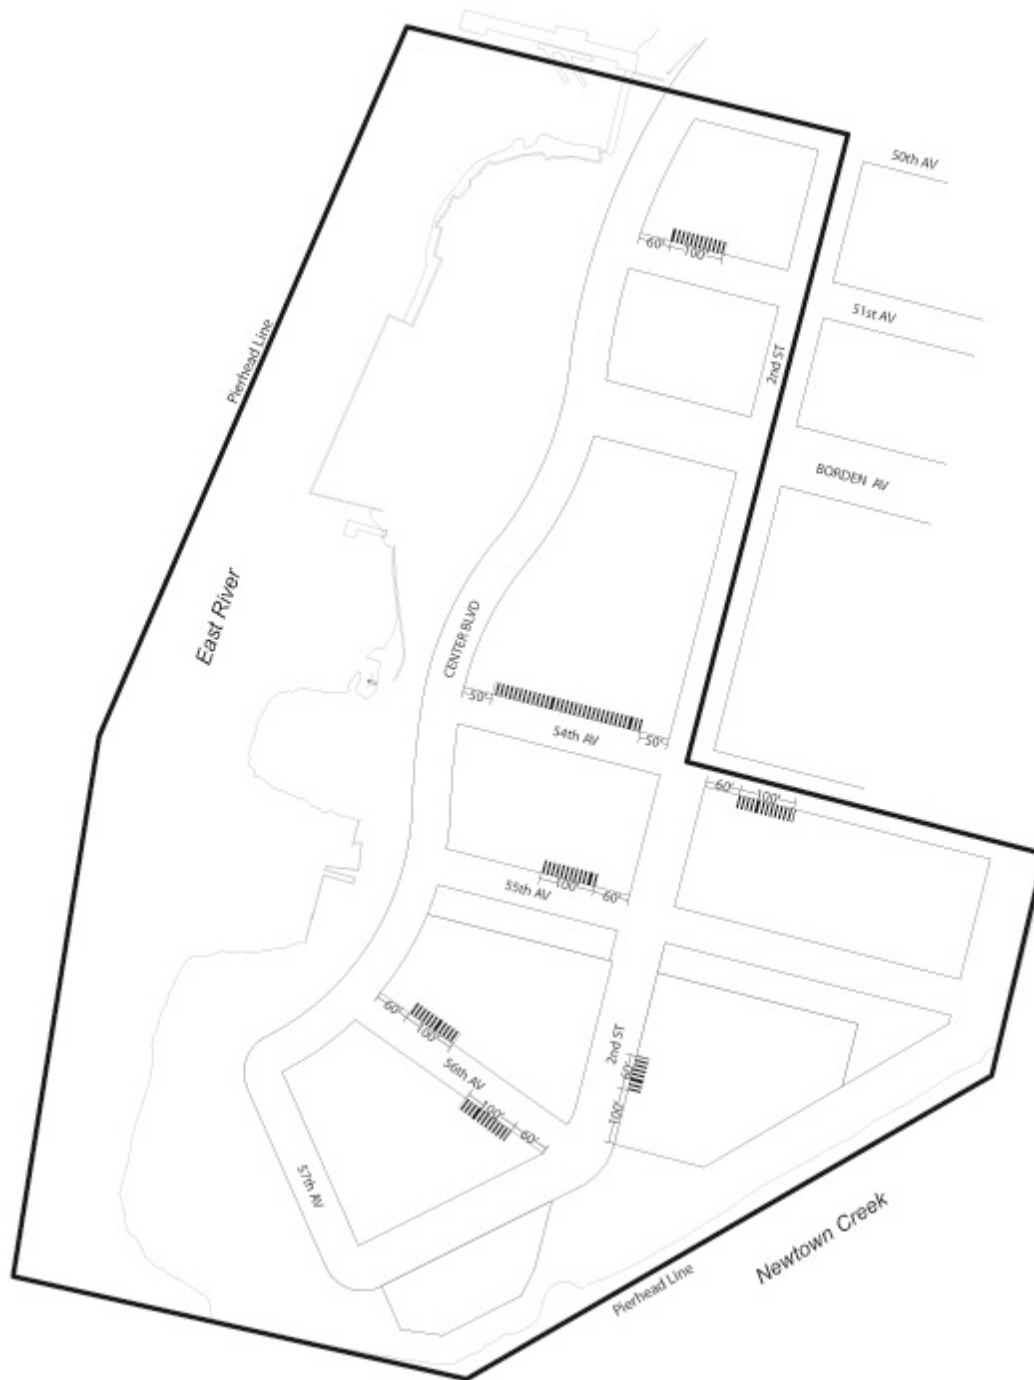 50th AV
60'
100'
51st AV
2nd ST
Pierhead Line
BORDEN AV
East River
CENTER BLVD
50'
54th AV
50'
60'
100'
100'
60'
55th AV
60'
100'
2nd ST
60'
100'
56th AV
100'
60'
57th AV
Newtown Creek
Pierhead Line